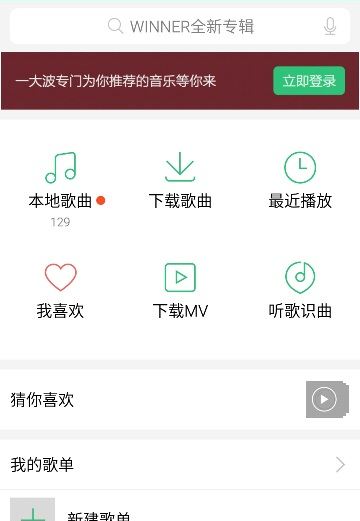 WINNER全新专辑
一大波专门为你推荐的音乐等你来
立即登录
本地歌曲
下载歌曲
最近播放
129
我喜欢
下载MV
听歌识曲
猜你喜欢
我的歌单
新建歌单